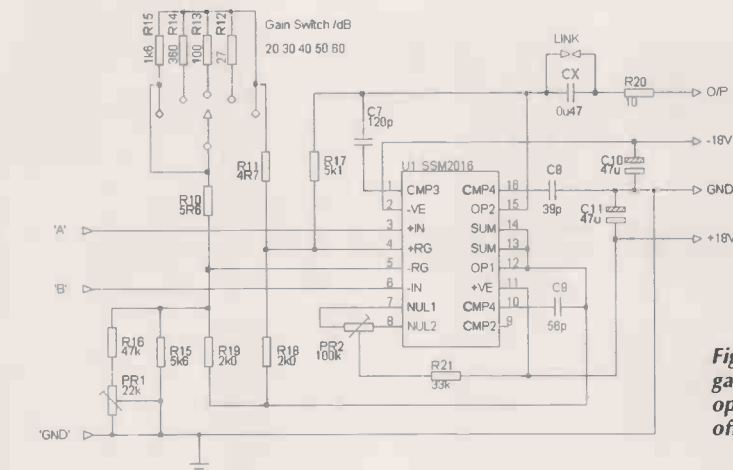 R15
1k6
R14
360
R13
100
R12
27
Gain Switch /dB
20 30 40 50 60
LINK
CX
0u47
R20
10
O/P
-18V
GND
+18V
C10
47u
C11
47u
C7
120p
R17
5k1
R11
4R7
R10
5R6
U1 SSM2016
C8
39p
1 CMP3 CMP4 16
2 -VE OP2 15
3 +IN SUM 14
4 +RG SUM 13
5 -RG OP1 12
6 -IN +VE 11
7 NUL1 CMP4 10
8 NUL2 CMP2 9
C9
56p
'A'
'B'
R16
47k
R15
5k6
R19
2k0
R18
2k0
PR1
22k
PR2
100k
R21
33k
'GND'
Fig
ga
op
of